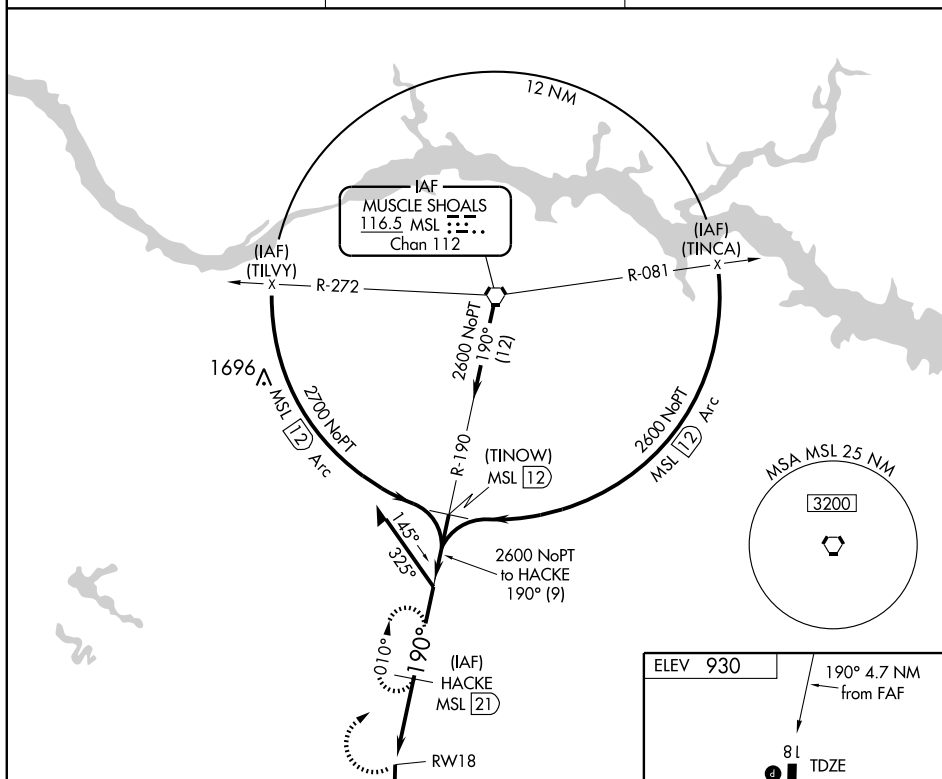 12 NM
IAF
MUSCLE SHOALS
116.5 MSL
Chan 112
(IAF)
(TILVY)
X
R-272
(IAF)
(TINCA)
X
R-081
2600 NoPT
190°
(12)
1696
2700 NoPT
MSL 12 Arc
2600 NoPT
MSL 12 Arc
R-190
(TINOW)
MSL 12
145°
325°
2600 NoPT
to HACKE
190° (9)
MSA MSL 25 NM
3200
010°
190°
(IAF)
HACKE
MSL 21
RW18
ELEV 930
190° 4.7 NM
from FAF
18
P
TDZE